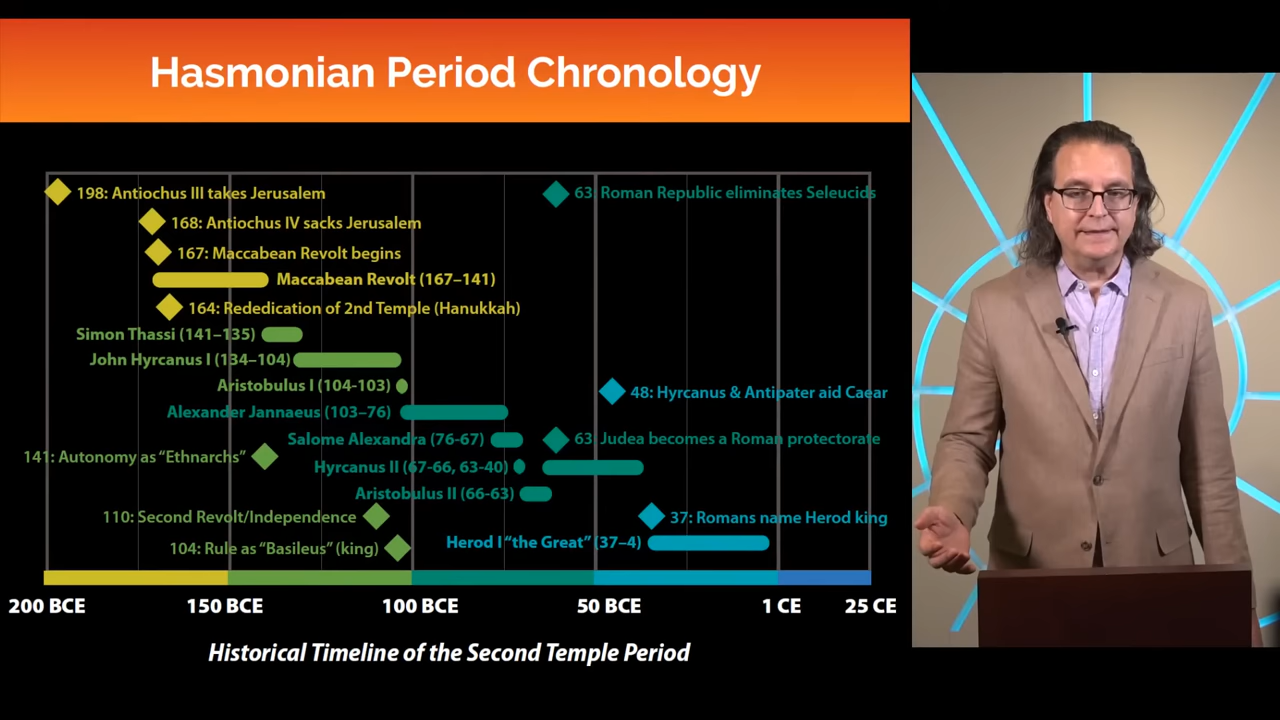 Hasmonian Period Chronology
198: Antiochus III takes Jerusalem
63: Roman Republic eliminates Seleucids
168: Antiochus IV sacks Jerusalem
167: Maccabean Revolt begins
Maccabean Revolt (167–141)
164: Rededication of 2nd Temple (Hanukkah)
Simon Thassi (141–135)
John Hyrcanus I (134–104)
Aristobulus I (104-103)
48: Hyrcanus & Antipater aid Caear
Alexander Jannaeus (103–76)
Salome Alexandra (76-67)
63: Judea becomes a Roman protectorate
141: Autonomy as “Ethnarchs”
Hyrcanus II (67-66, 63-40)
Aristobulus II (66-63)
110: Second Revolt/Independence
37: Romans name Herod king
Herod I “the Great” (37–4)
104: Rule as “Basileus” (king)
200 BCE 150 BCE 100 BCE 50 BCE 1 CE 25 CE
Historical Timeline of the Second Temple Period